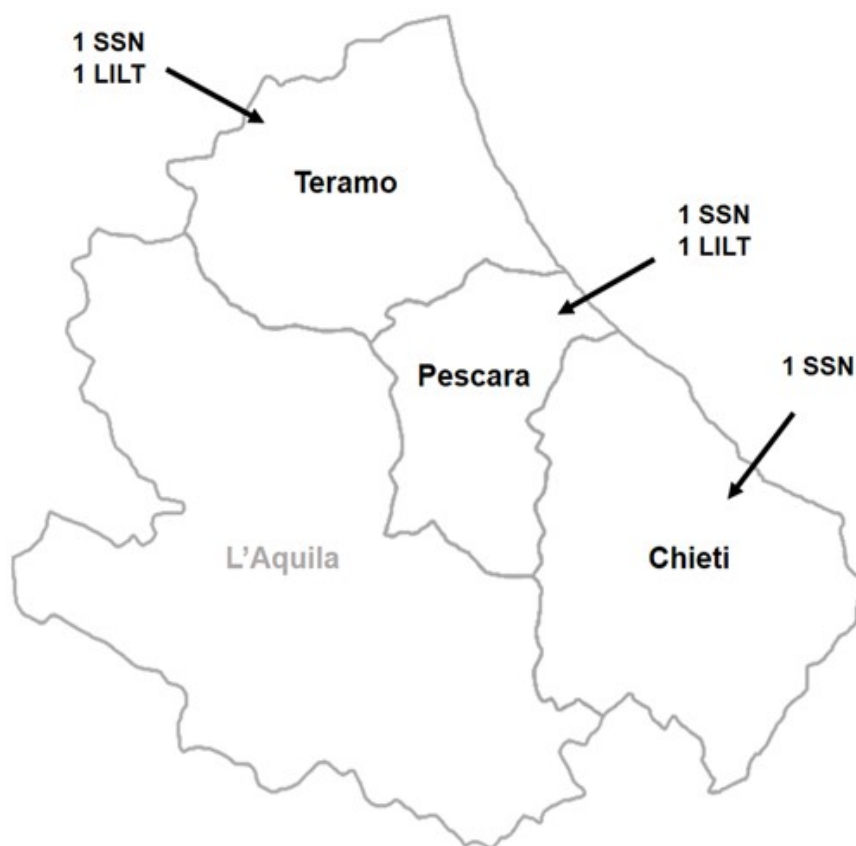 1 SSN
1 LILT
Teramo
1 SSN
1 LILT
Pescara
1 SSN
L’Aquila
Chieti